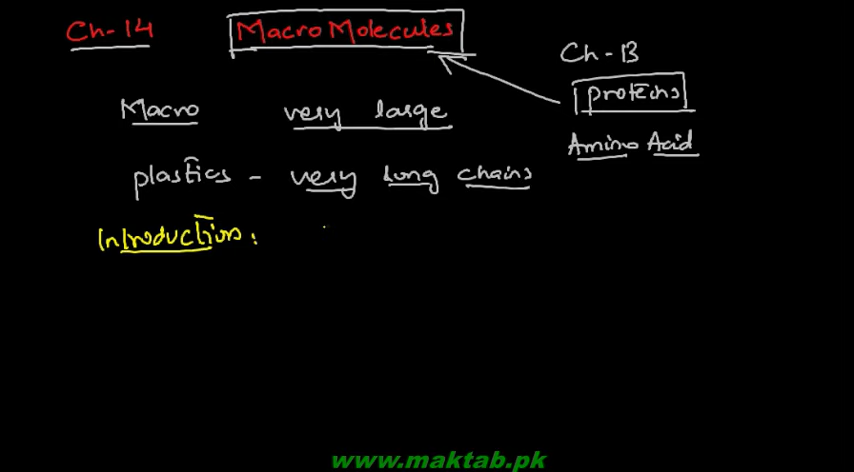 Ch-14 Macro Molecules
Ch-13
proteins
Macro very large
Amino Acid
plastics - very long chains
Introduction:
www.maktab.pk